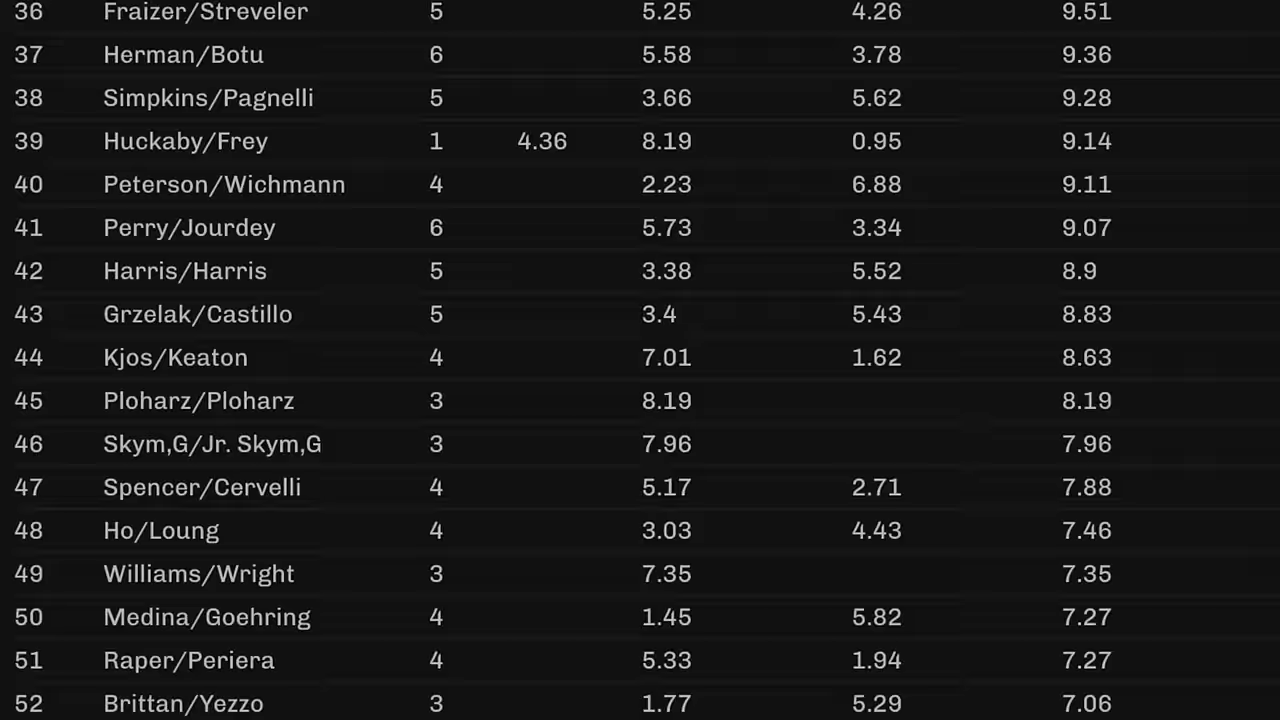 36 Fraizer/Streveler 5 5.25 4.26 9.51
37 Herman/Botu 6 5.58 3.78 9.36
38 Simpkins/Pagnelli 5 3.66 5.62 9.28
39 Huckaby/Frey 1 4.36 8.19 0.95 9.14
40 Peterson/Wichmann 4 2.23 6.88 9.11
41 Perry/Jourdey 6 5.73 3.34 9.07
42 Harris/Harris 5 3.38 5.52 8.9
43 Grzelak/Castillo 5 3.4 5.43 8.83
44 Kjos/Keaton 4 7.01 1.62 8.63
45 Ploharz/Ploharz 3 8.19 8.19
46 Skym,G/Jr. Skym,G 3 7.96 7.96
47 Spencer/Cervelli 4 5.17 2.71 7.88
48 Ho/Loung 4 3.03 4.43 7.46
49 Williams/Wright 3 7.35 7.35
50 Medina/Goehring 4 1.45 5.82 7.27
51 Raper/Periera 4 5.33 1.94 7.27
52 Brittan/Yezzo 3 1.77 5.29 7.06